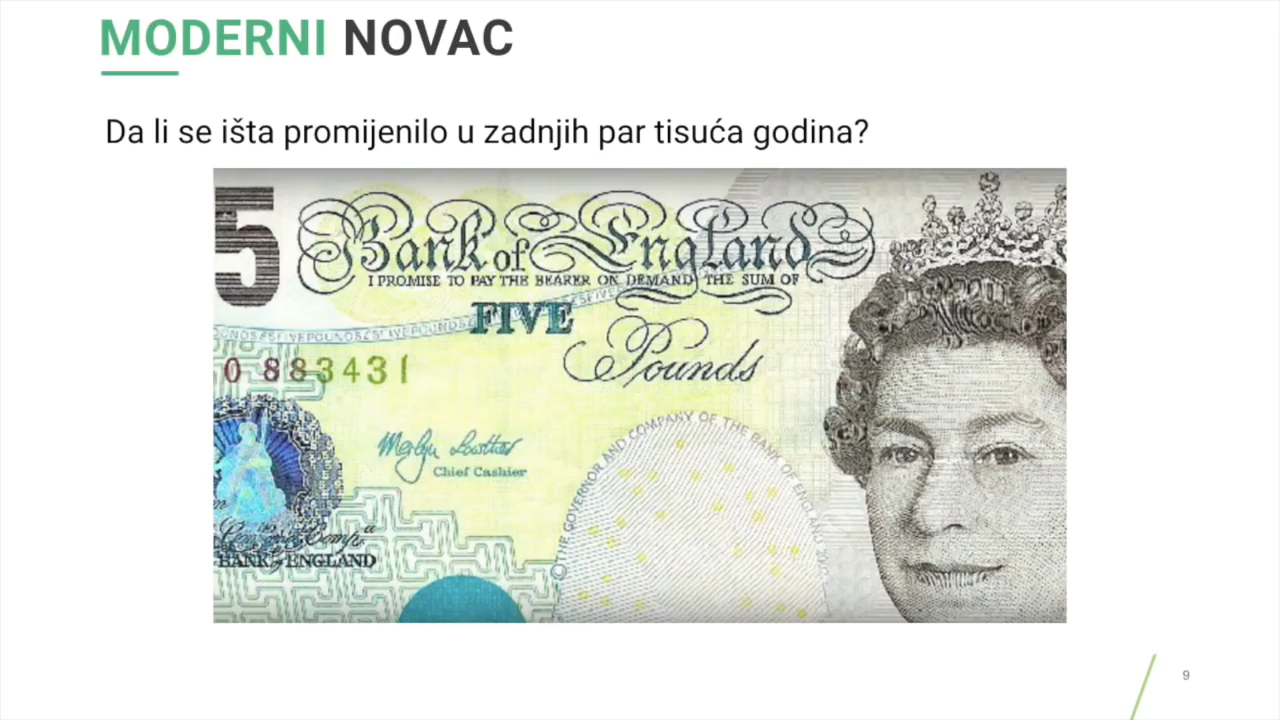 MODERNI NOVAC
Da li se išta promijenilo u zadnjih par tisuća godina?
5
Bank of England
I PROMISE TO PAY THE BEARER ON DEMAND THE SUM OF
FIVE
Pounds
0 883431
Merlyn Lowther
Chief Cashier
THE GOVERNOR AND COMPANY OF THE BANK OF ENGLAND
BANK of ENGLAND
9